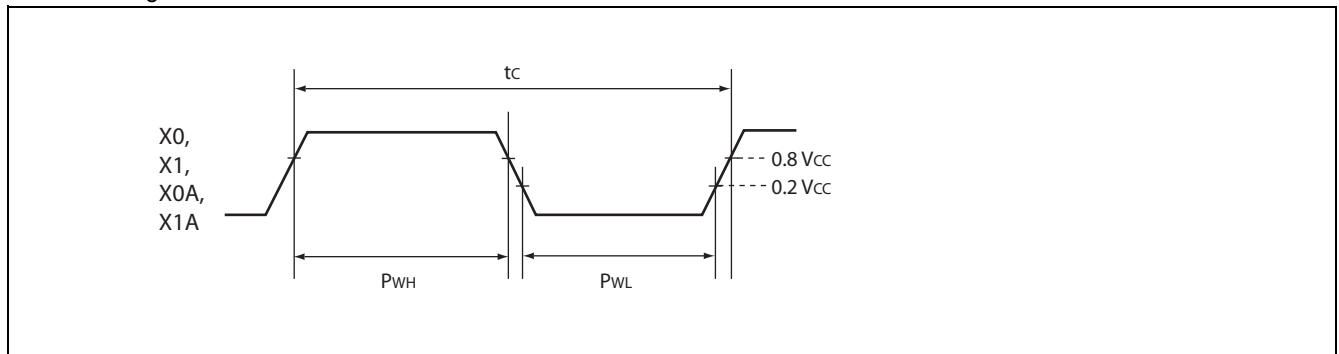 tC
X0,
X1,
X0A,
X1A
0.8 VCC
0.2 VCC
PWH
PWL